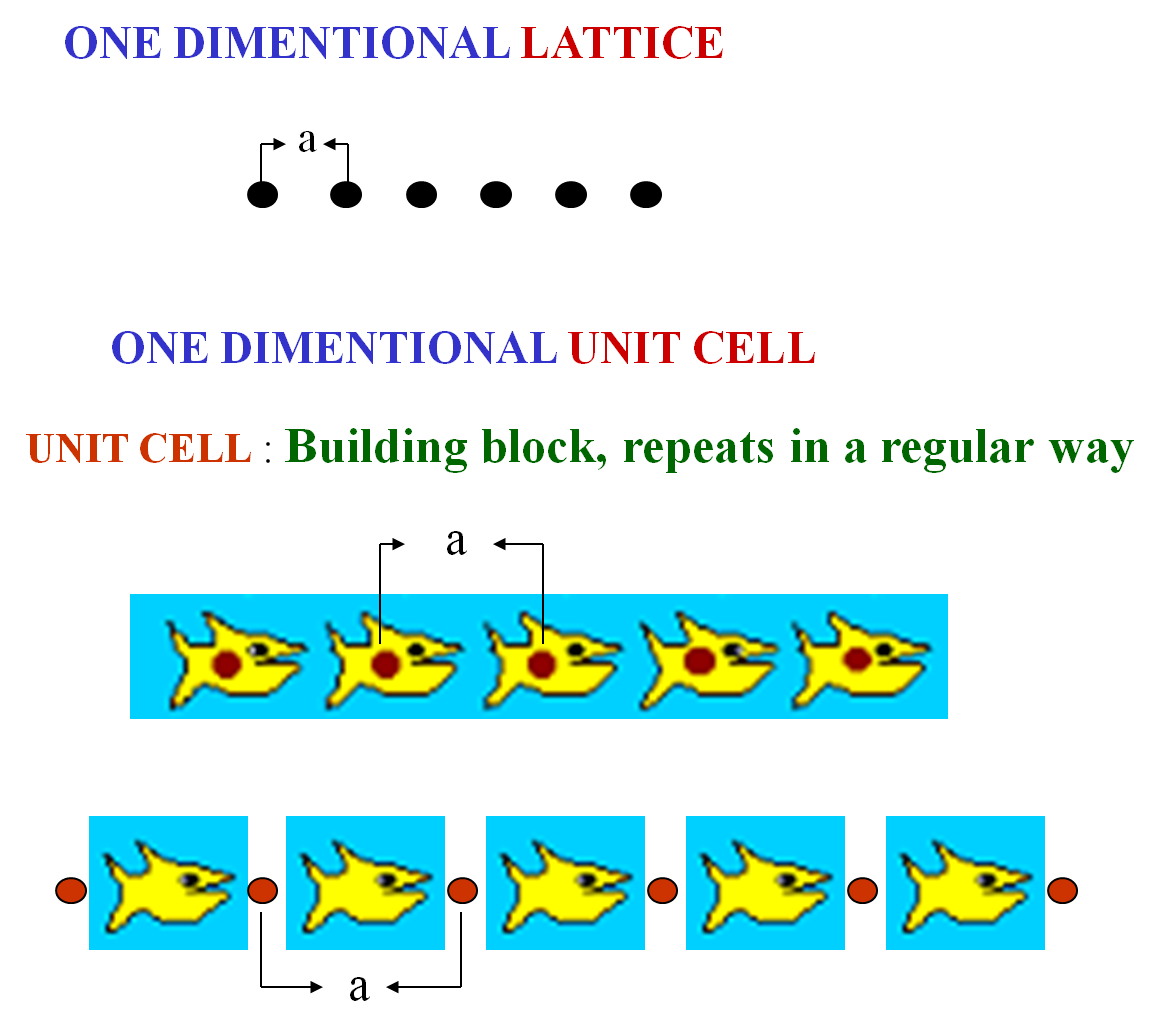 ONE DIMENTIONAL LATTICE
a
ONE DIMENTIONAL UNIT CELL
UNIT CELL : Building block, repeats in a regular way
a
a